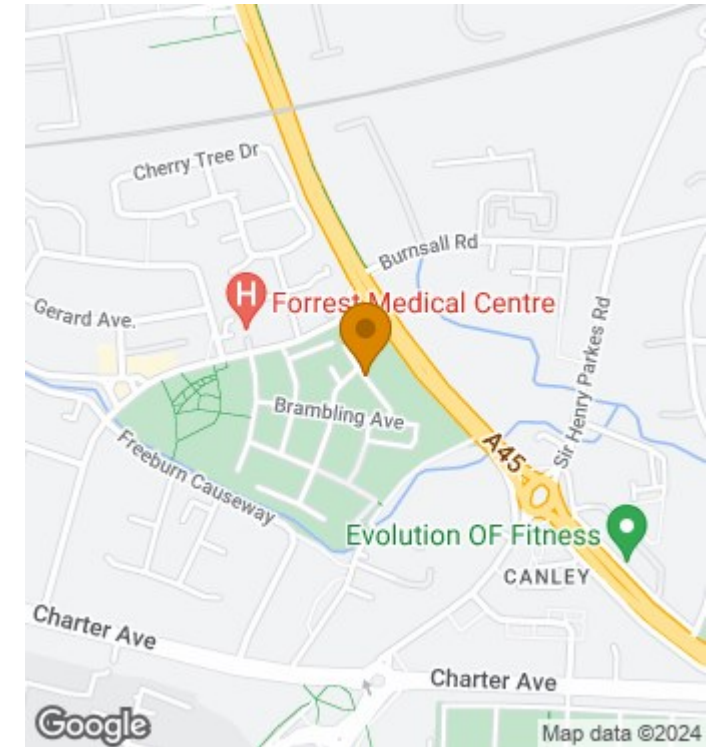 Cherry Tree Dr
Burnsall Rd
H
Forrest Medical Centre
Gerard Ave.
Sir Henry Parkes Rd
Brambling Ave
A45
Freeburn Causeway
Evolution OF Fitness
CANLEY
Charter Ave
Charter Ave
Google
Map data ©2024